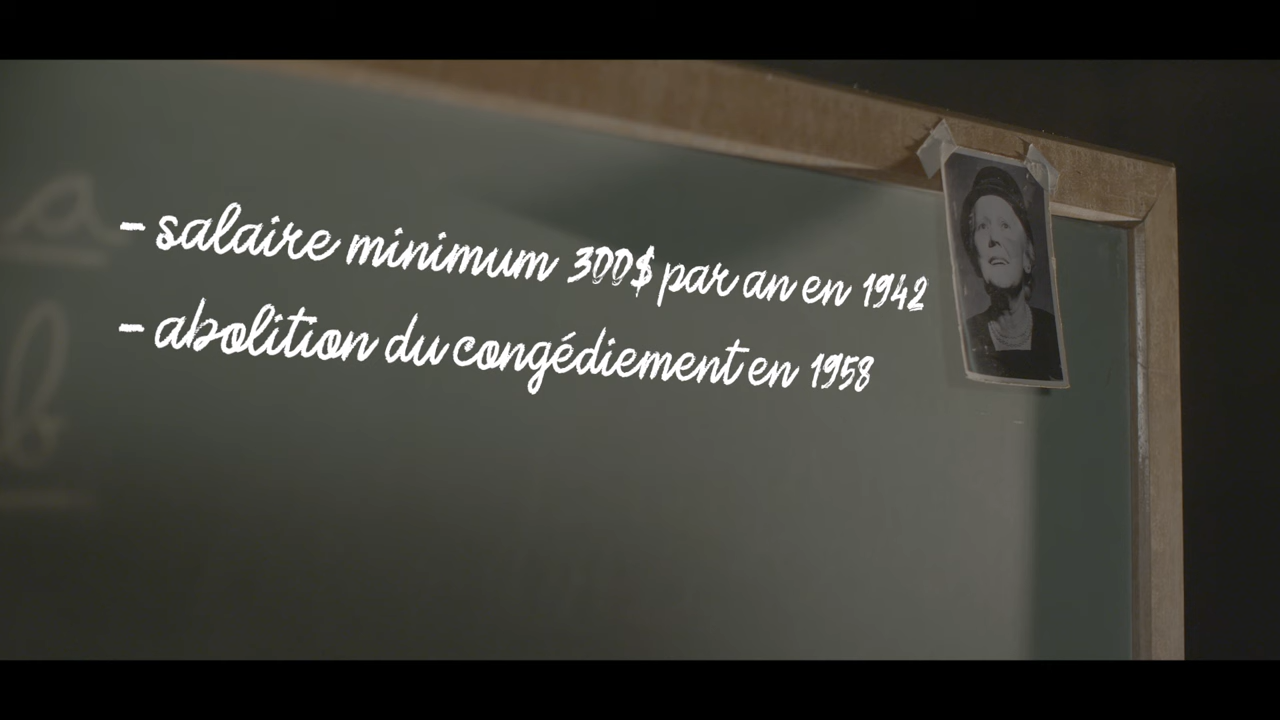 a
- salaire minimum 300$ par an en 1942
- abolition du congédiement en 1958
b